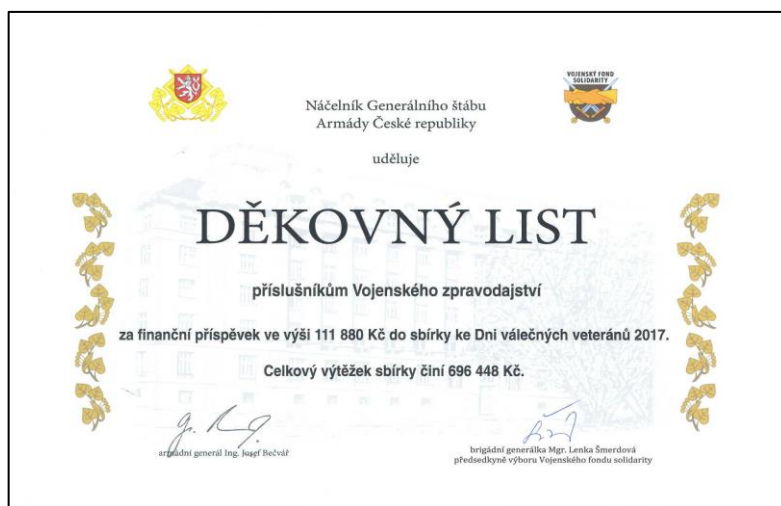 VOJENSKÝ FOND
SOLIDARITY
Náčelník Generálního štábu
Armády České republiky
uděluje
DĚKOVNÝ LIST
příslušníkům Vojenského zpravodajství
za finanční příspěvek ve výši 111 880 Kč do sbírky ke Dni válečných veteránů 2017.
Celkový výtěžek sbírky činí 696 448 Kč.
armádní generál Ing. Josef Bečvář
brigádní generálka Mgr. Lenka Šmerdová
předsedkyně výboru Vojenského fondu solidarity